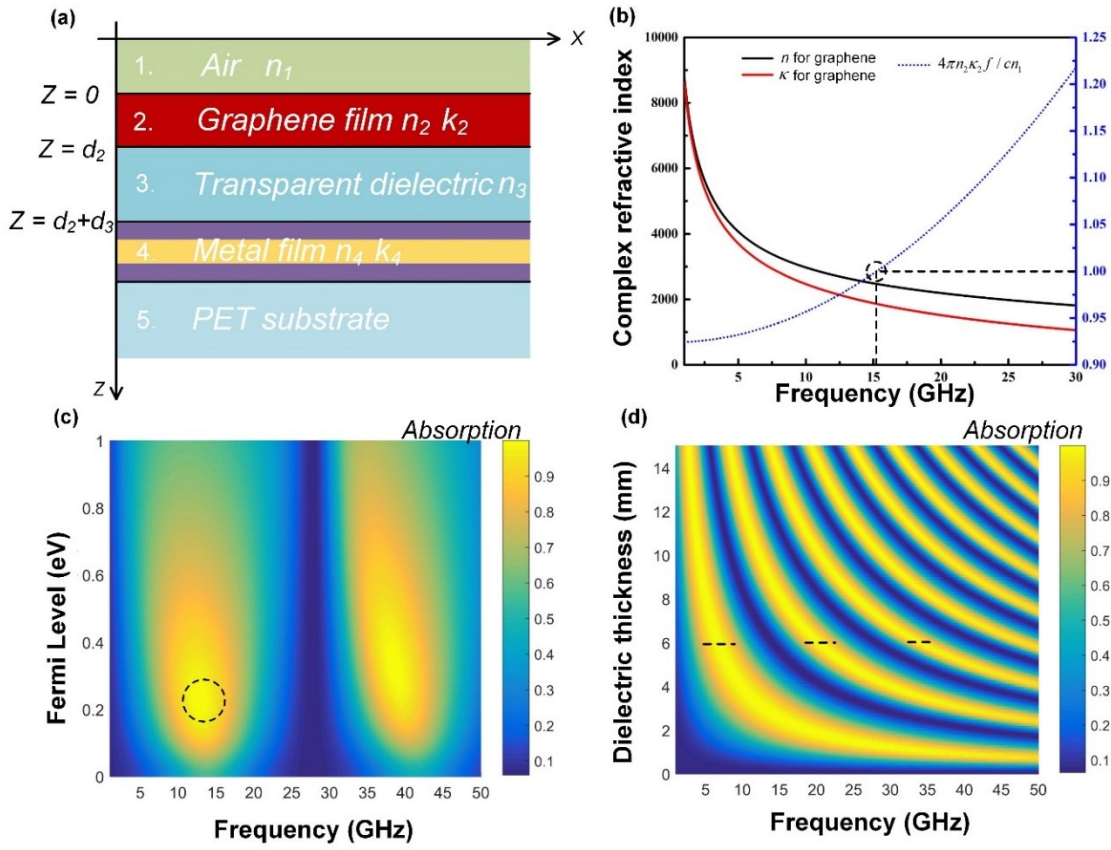 (a)
X
1. Air n₁
Z = 0
2. Graphene film n₂ k₂
Z = d₂
3. Transparent dielectric n₃
Z = d₂+d₃
4. Metal film n₄ k₄
5. PET substrate
Z
(b)
10000
8000
6000
4000
2000
0
Complex refractive index
n for graphene
κ for graphene
4πn₂κ₂f / cn₁
1.25
1.20
1.15
1.10
1.05
1.00
0.95
0.90
5 10 15 20 25 30
Frequency (GHz)
(c)
Absorption
1
0.8
0.6
0.4
0.2
0
Fermi Level (eV)
5 10 15 20 25 30 35 40 45 50
Frequency (GHz)
0.9
0.8
0.7
0.6
0.5
0.4
0.3
0.2
0.1
(d)
Absorption
14
12
10
8
6
4
2
0
Dielectric thickness (mm)
5 10 15 20 25 30 35 40 45 50
Frequency (GHz)
0.9
0.8
0.7
0.6
0.5
0.4
0.3
0.2
0.1